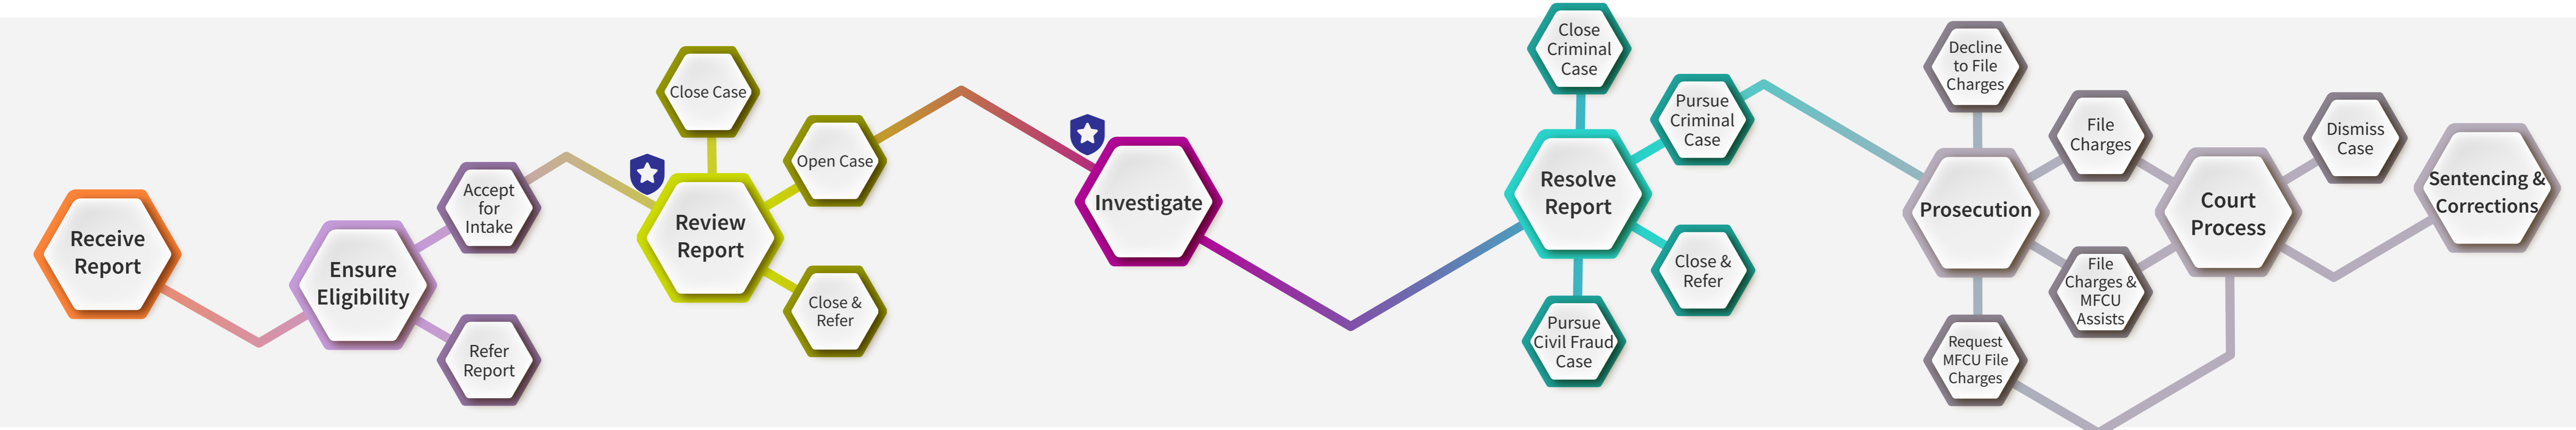 Receive
Report
Ensure
Eligibility
Accept
for
Intake
Refer
Report
Close Case
Review
Report
Open Case
Close &
Refer
Investigate
Close
Criminal
Case
Pursue
Criminal
Case
Resolve
Report
Close &
Refer
Pursue
Civil Fraud
Case
Decline
to File
Charges
Prosecution
File
Charges
File
Charges &
MFCU
Assists
Request
MFCU File
Charges
Court
Process
Dismiss
Case
Sentencing &
Corrections